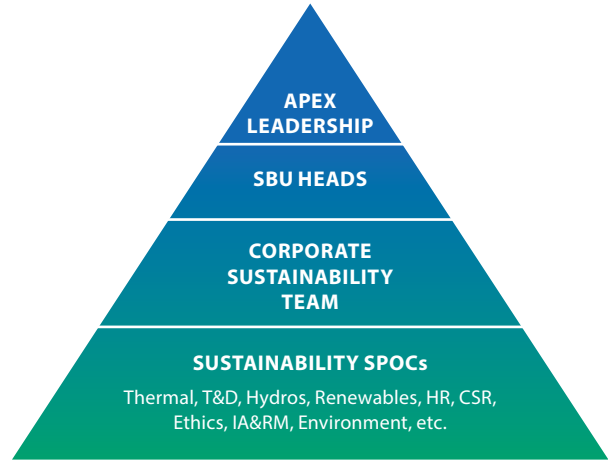 APEX
LEADERSHIP
SBU HEADS
CORPORATE
SUSTAINABILITY
TEAM
SUSTAINABILITY SPOCs
Thermal, T&D, Hydros, Renewables, HR, CSR,
Ethics, IA&RM, Environment, etc.